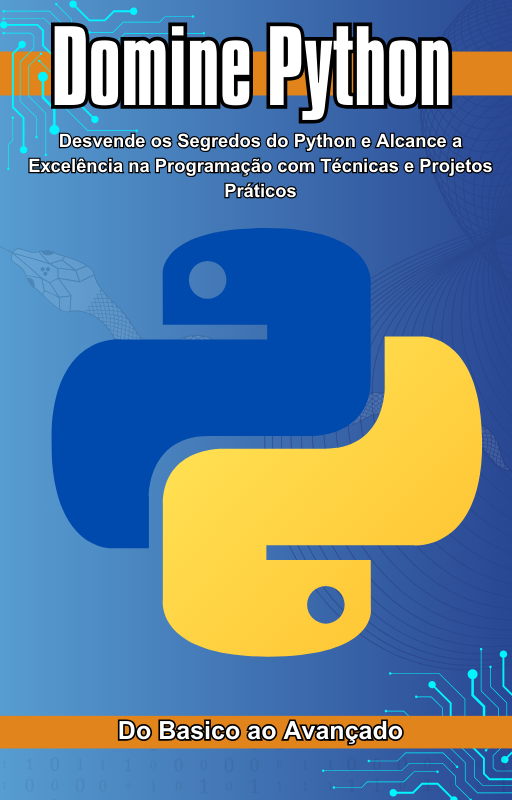 Domine Python
Desvende os Segredos do Python e Alcance a
Excelência na Programação com Técnicas e Projetos
Práticos
Do Basico ao Avançado